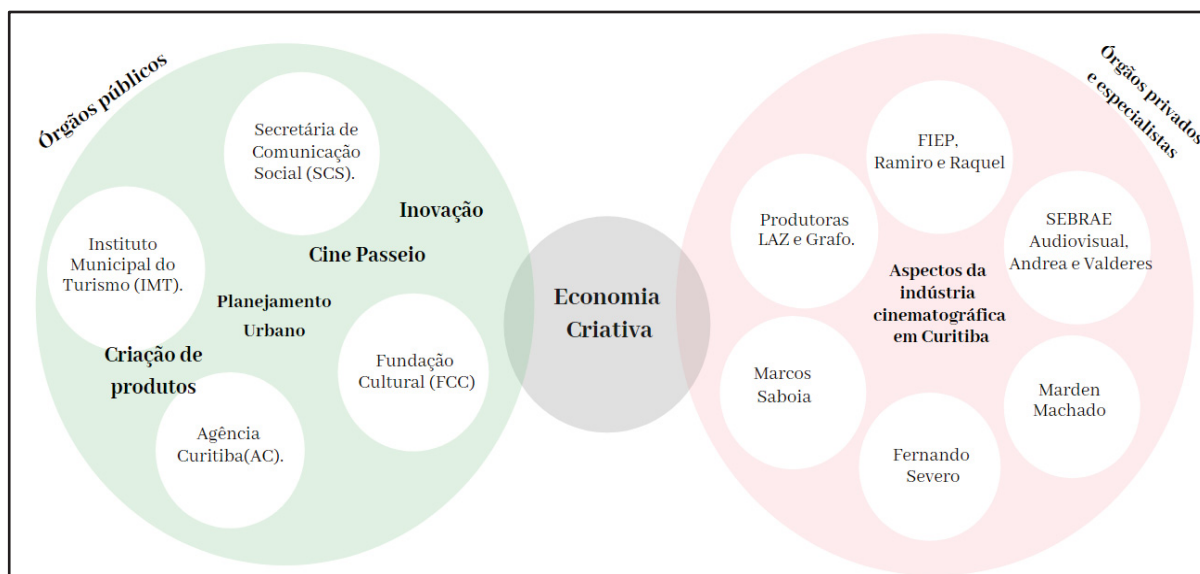 Órgãos públicos
Secretária de
Comunicação
Social (SCS).
Instituto
Municipal do
Turismo (IMT).
Inovação
Cine Passeio
Planejamento
Urbano
Criação de
produtos
Fundação
Cultural (FCC)
Agência
Curitiba(AC).
Economia
Criativa
Órgãos privados
e especialistas
FIEP,
Ramiro e Raquel
Produtoras
LAZ e Grafo.
SEBRAE
Audiovisual,
Andrea e Valderes
Aspectos da
indústria
cinematográfica
em Curitiba
Marcos
Saboia
Marden
Machado
Fernando
Severo